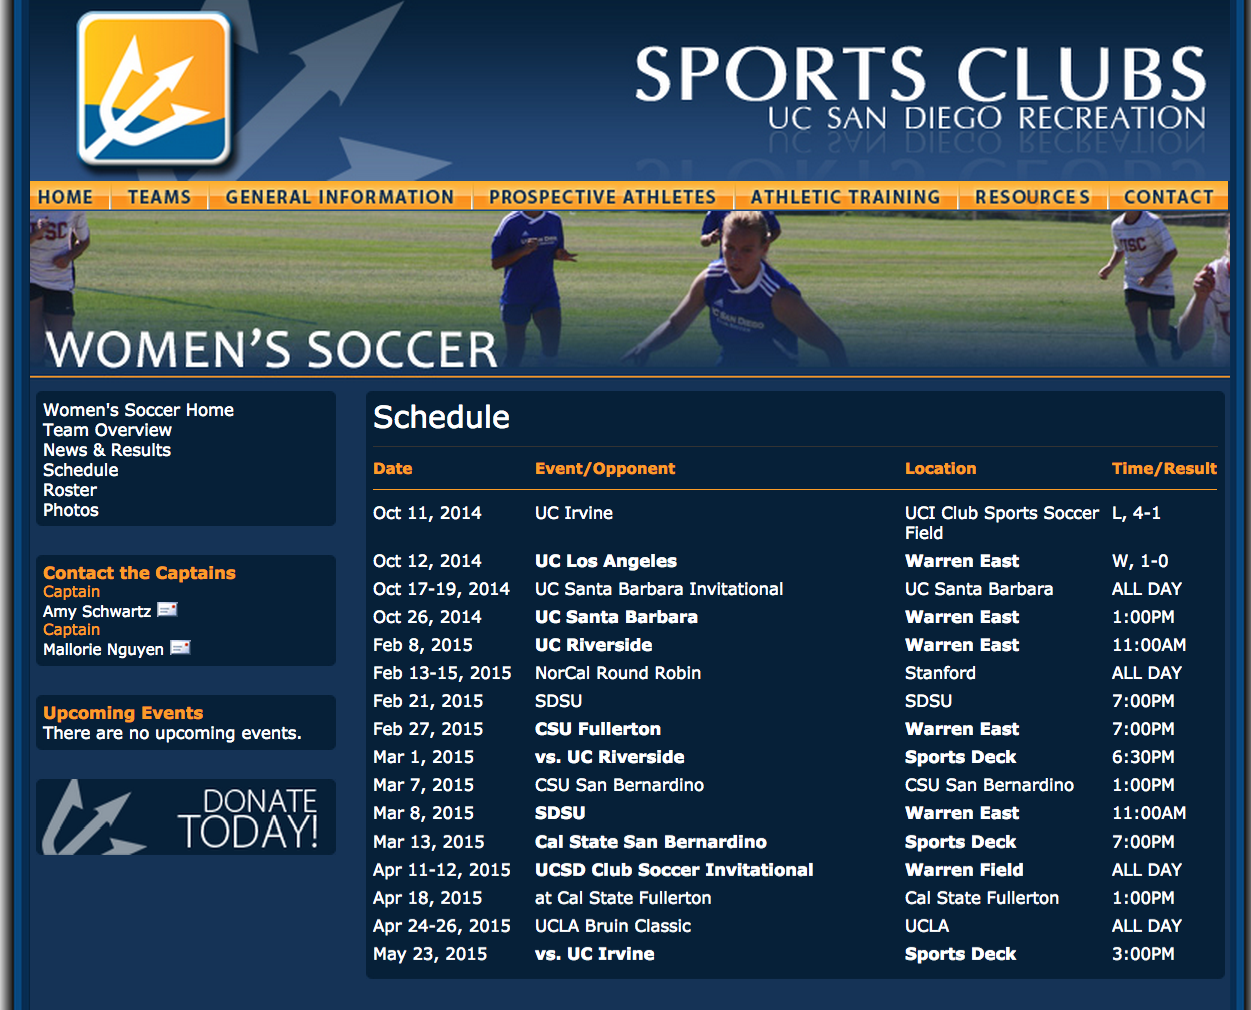 SPORTS CLUBS
UC SAN DIEGO RECREATION
HOME TEAMS GENERAL INFORMATION PROSPECTIVE ATHLETES ATHLETIC TRAINING RESOURCES CONTACT
USC
UC SAN DIEGO
WOMEN'S SOCCER
Women's Soccer Home
Team Overview
News & Results
Schedule
Roster
Photos
Contact the Captains
Captain
Amy Schwartz
Captain
Mallorie Nguyen
Upcoming Events
There are no upcoming events.
DONATE
TODAY!
Schedule
Date Event/Opponent Location Time/Result
Oct 11, 2014 UC Irvine UCI Club Sports Soccer L, 4-1
Field
Oct 12, 2014 UC Los Angeles Warren East W, 1-0
Oct 17-19, 2014 UC Santa Barbara Invitational UC Santa Barbara ALL DAY
Oct 26, 2014 UC Santa Barbara Warren East 1:00PM
Feb 8, 2015 UC Riverside Warren East 11:00AM
Feb 13-15, 2015 NorCal Round Robin Stanford ALL DAY
Feb 21, 2015 SDSU SDSU 7:00PM
Feb 27, 2015 CSU Fullerton Warren East 7:00PM
Mar 1, 2015 vs. UC Riverside Sports Deck 6:30PM
Mar 7, 2015 CSU San Bernardino CSU San Bernardino 1:00PM
Mar 8, 2015 SDSU Warren East 11:00AM
Mar 13, 2015 Cal State San Bernardino Sports Deck 7:00PM
Apr 11-12, 2015 UCSD Club Soccer Invitational Warren Field ALL DAY
Apr 18, 2015 at Cal State Fullerton Cal State Fullerton 1:00PM
Apr 24-26, 2015 UCLA Bruin Classic UCLA ALL DAY
May 23, 2015 vs. UC Irvine Sports Deck 3:00PM